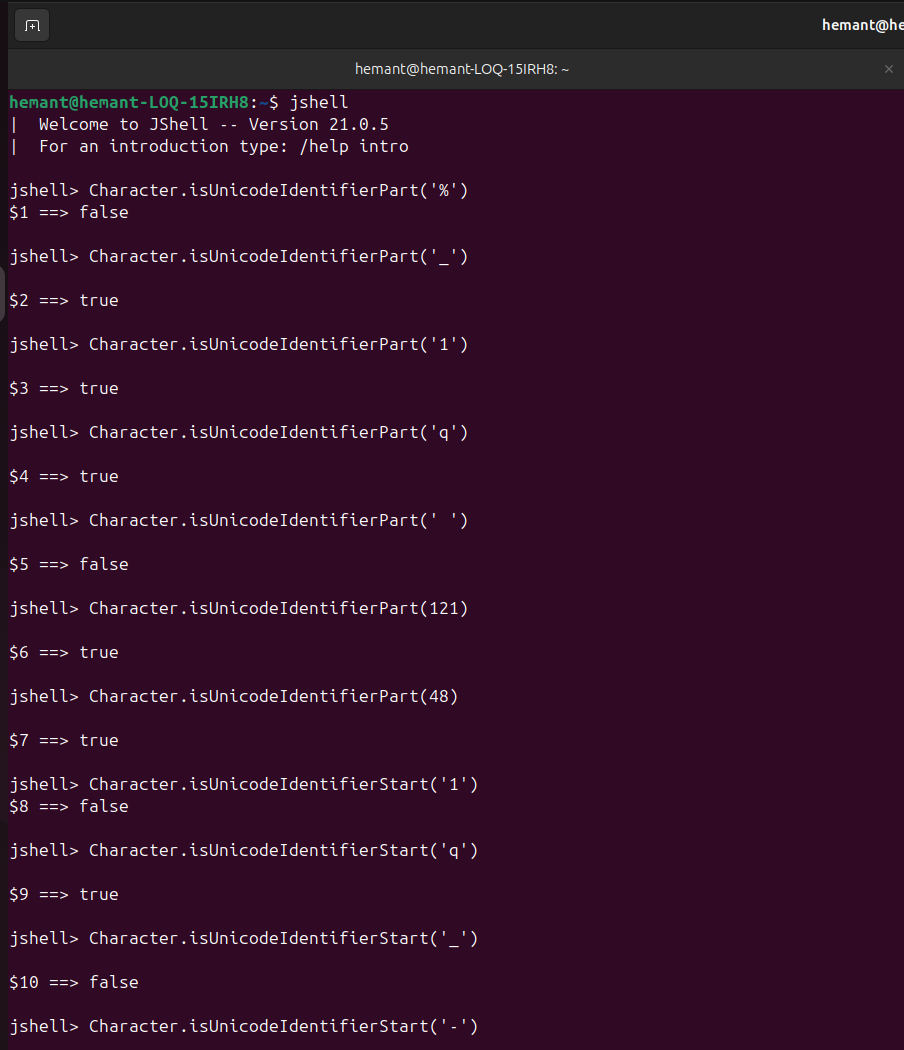 hemant@he
hemant@hemant-LOQ-15IRH8: ~
hemant@hemant-LOQ-15IRH8:~$ jshell
|  Welcome to JShell -- Version 21.0.5
|  For an introduction type: /help intro
jshell> Character.isUnicodeIdentifierPart('%')
$1 ==> false
jshell> Character.isUnicodeIdentifierPart('_')
$2 ==> true
jshell> Character.isUnicodeIdentifierPart('1')
$3 ==> true
jshell> Character.isUnicodeIdentifierPart('q')
$4 ==> true
jshell> Character.isUnicodeIdentifierPart(' ')
$5 ==> false
jshell> Character.isUnicodeIdentifierPart(121)
$6 ==> true
jshell> Character.isUnicodeIdentifierPart(48)
$7 ==> true
jshell> Character.isUnicodeIdentifierStart('1')
$8 ==> false
jshell> Character.isUnicodeIdentifierStart('q')
$9 ==> true
jshell> Character.isUnicodeIdentifierStart('_')
$10 ==> false
jshell> Character.isUnicodeIdentifierStart('-')